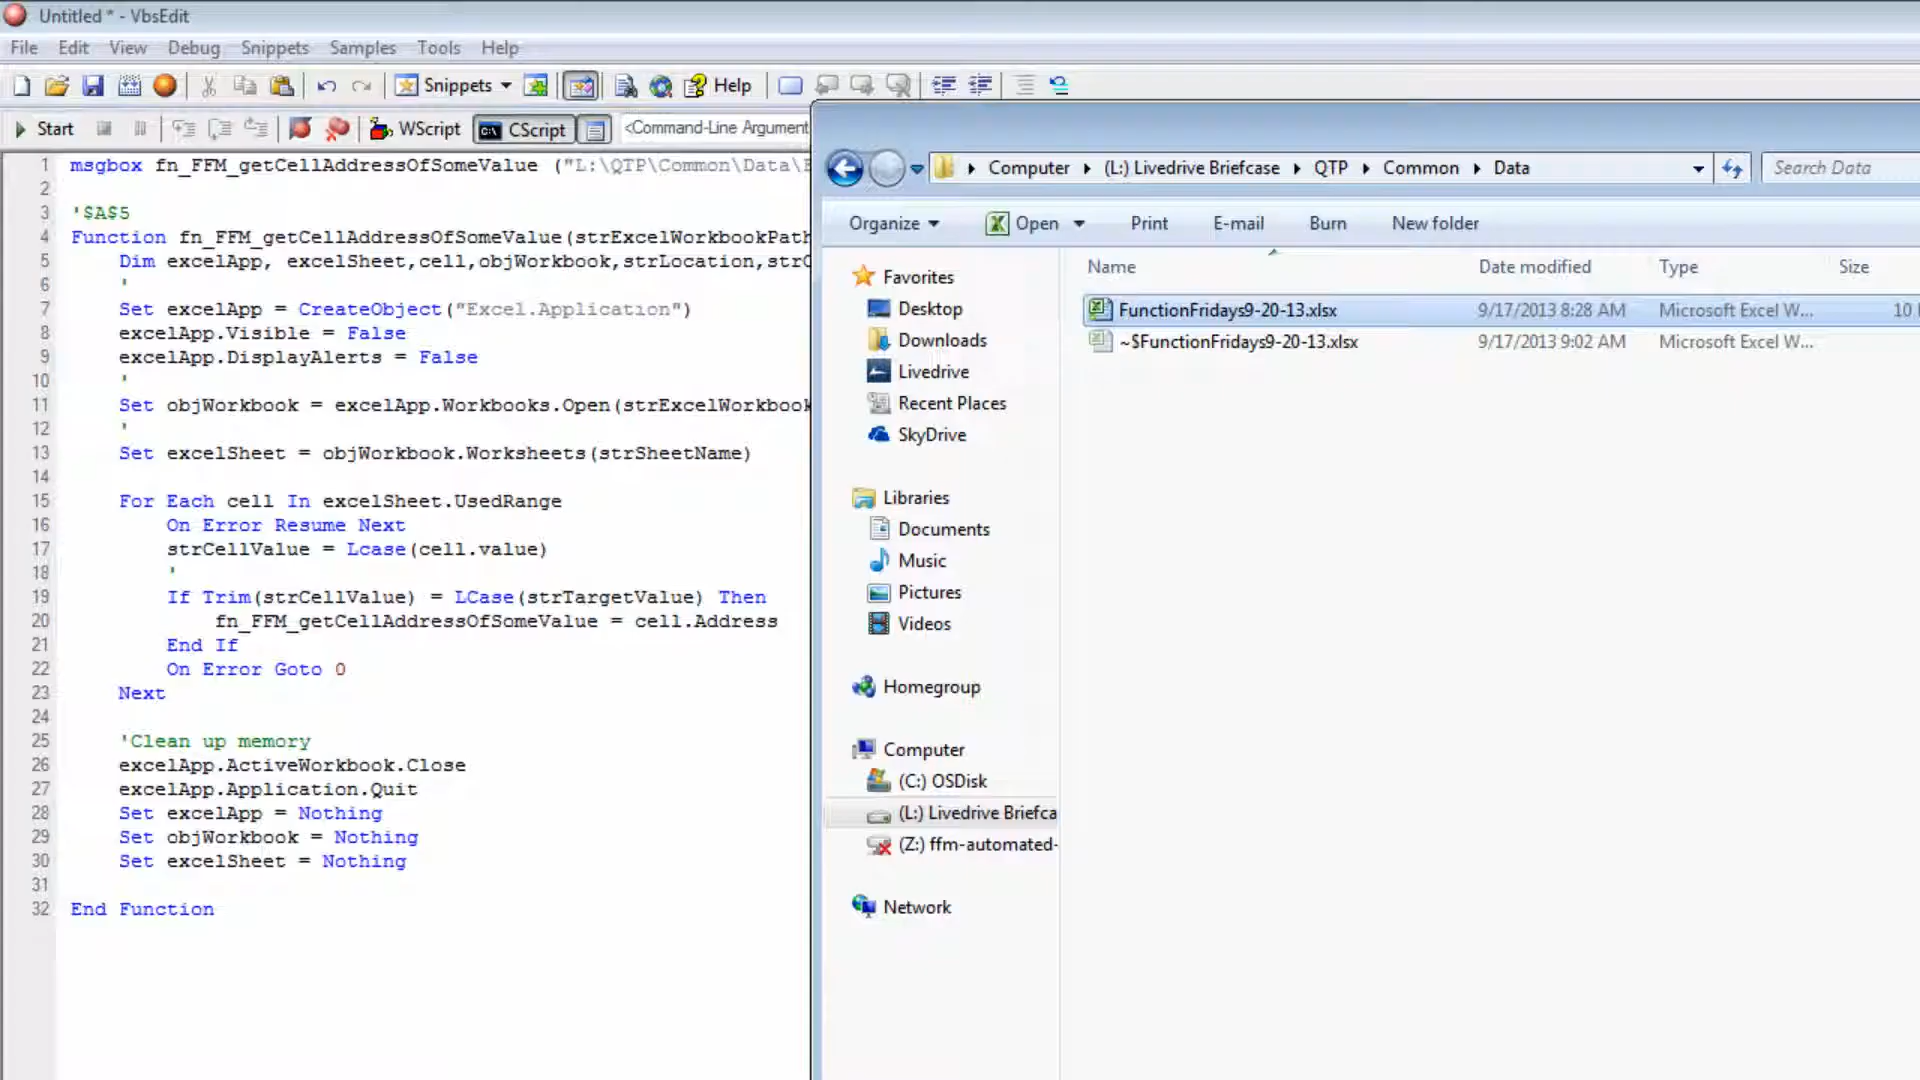 Untitled * - VbsEdit
File Edit View Debug Snippets Samples Tools Help
Snippets Help
Start WScript CScript <Command-Line Argument
1 msgbox fn_FFM_getCellAddressOfSomeValue ("L:\QTP\Common\Data\
2
3 '$A$5
4 Function fn_FFM_getCellAddressOfSomeValue(strExcelWorkbookPath
5 Dim excelApp, excelSheet,cell,objWorkbook,strLocation,
6 '
7 Set excelApp = CreateObject("Excel.Application")
8 excelApp.Visible = False
9 excelApp.DisplayAlerts = False
10 '
11 Set objWorkbook = excelApp.Workbooks.Open(strExcelWorkbook
12 '
13 Set excelSheet = objWorkbook.Worksheets(strSheetName)
14
15 For Each cell In excelSheet.UsedRange
16 On Error Resume Next
17 strCellValue = Lcase(cell.value)
18 '
19 If Trim(strCellValue) = LCase(strTargetValue) Then
20 fn_FFM_getCellAddressOfSomeValue = cell.Address
21 End If
22 On Error Goto 0
23 Next
24
25 'Clean up memory
26 excelApp.ActiveWorkbook.Close
27 excelApp.Application.Quit
28 Set excelApp = Nothing
29 Set objWorkbook = Nothing
30 Set excelSheet = Nothing
31
32 End Function
Computer (L:) Livedrive Briefcase QTP Common Data Search Data
Organize Open Print E-mail Burn New folder
Name Date modified Type Size
FunctionFridays9-20-13.xlsx 9/17/2013 8:28 AM Microsoft Excel W... 10
~$FunctionFridays9-20-13.xlsx 9/17/2013 9:02 AM Microsoft Excel W...
Favorites
Desktop
Downloads
Livedrive
Recent Places
SkyDrive
Libraries
Documents
Music
Pictures
Videos
Homegroup
Computer
(C:) OSDisk
(L:) Livedrive Briefca
(Z:) ffm-automated-
Network